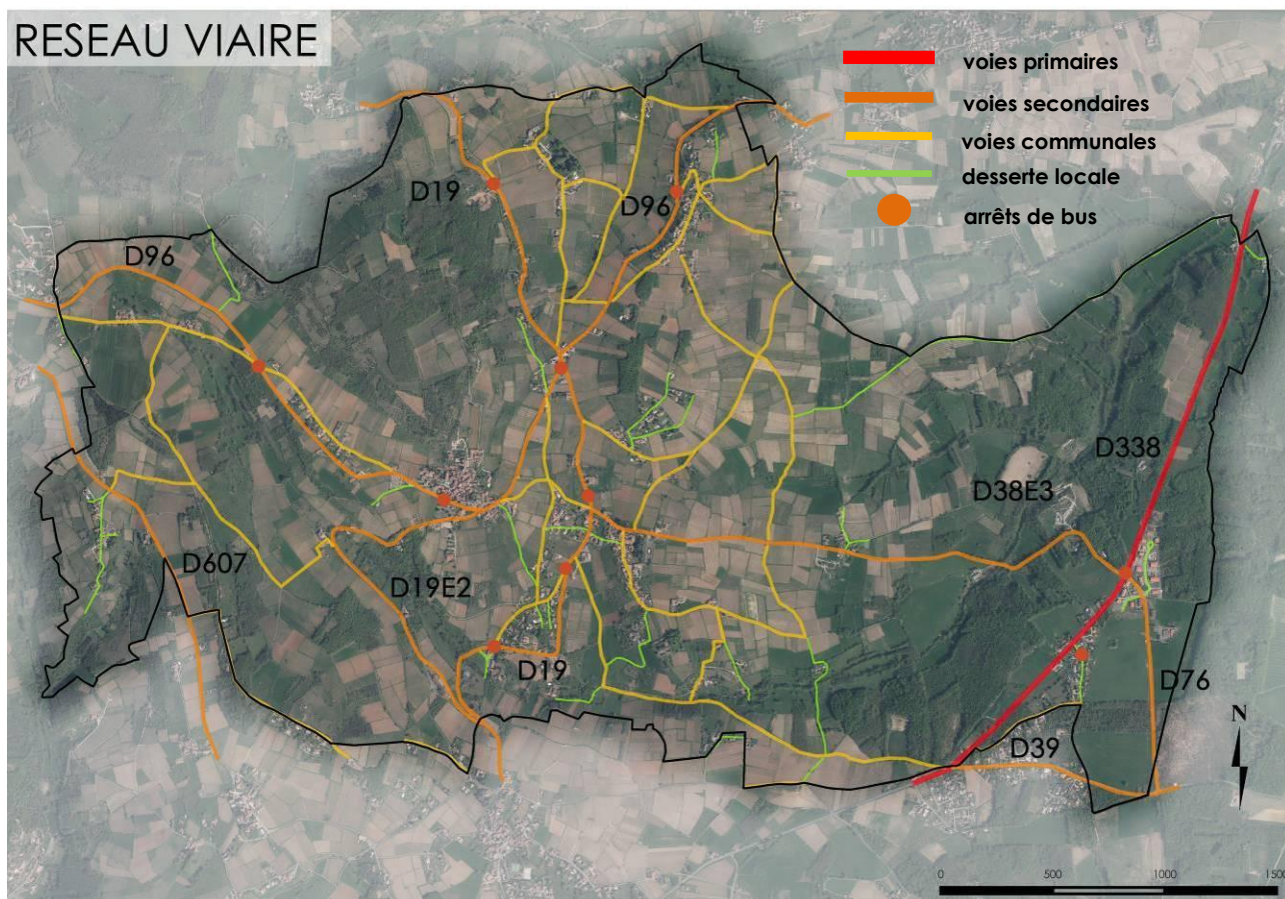 RESEAU VIAIRE
voies primaires
voies secondaires
voies communales
desserte locale
arrêts de bus
D19
D96
D96
D338
D38E3
D607
D19E2
D19
D76
D39
N
0 500 1000 1500